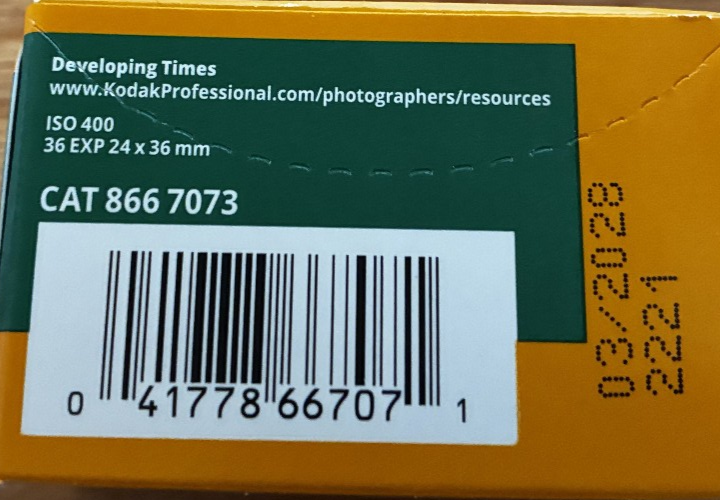 Developing Times
www.KodakProfessional.com/photographers/resources
ISO 400
36 EXP 24 x 36 mm
CAT 866 7073
0 41778 66707 1
03/2028
2221